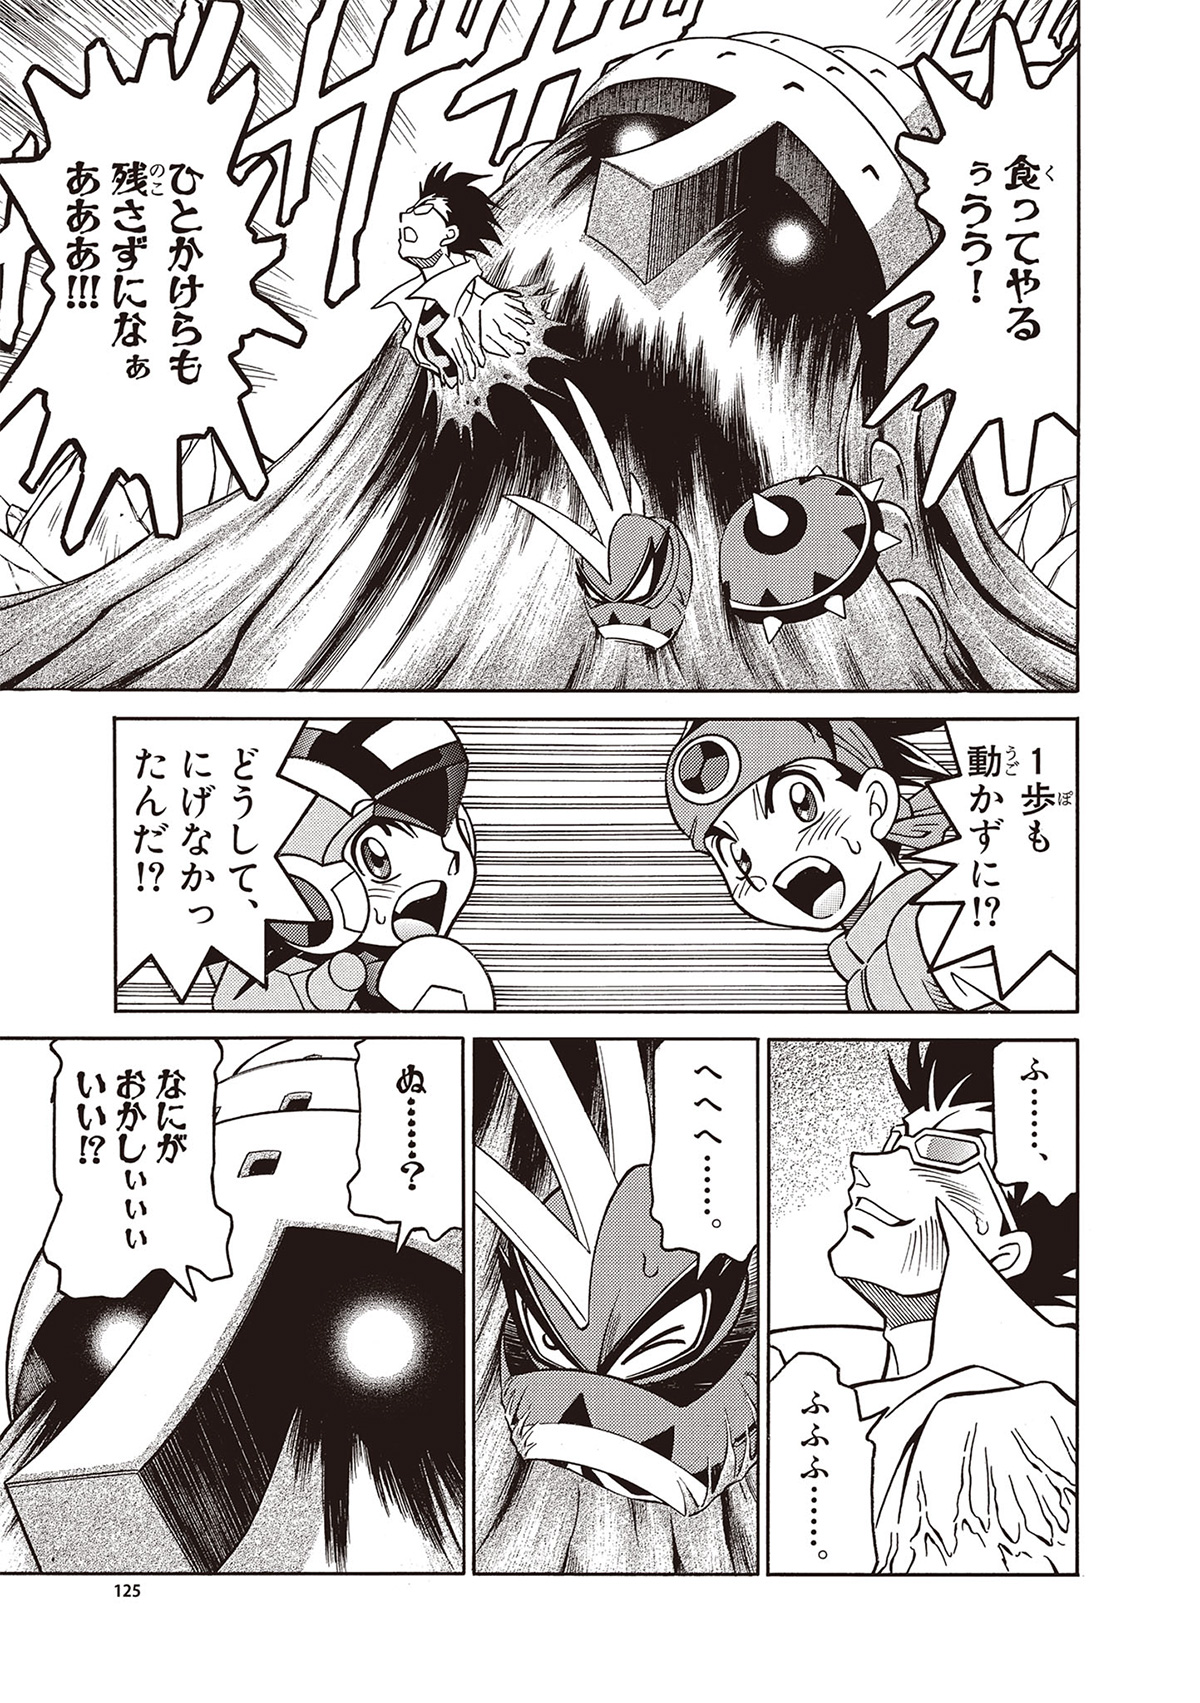 食ってやる
ぅうう！
ひとかけらも
残さずになぁ
あああ!!!
1歩も
動かずに!?
どうして、
にげなかっ
たんだ!?
ふ……、
ふふふ……。
へへへ……。
ぬ……？
なにが
おかしぃぃぃ
いい!?
125